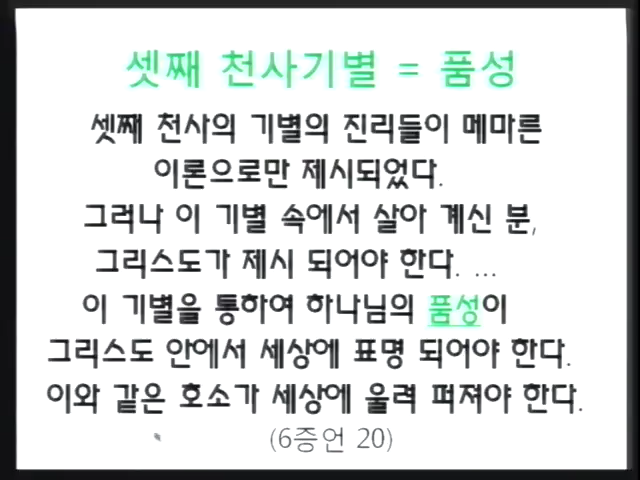 셋째 천사기별 = 품성
셋째 천사의 기별의 진리들이 메마른
이론으로만 제시되었다.
그러나 이 기별 속에서 살아 계신 분,
그리스도가 제시 되어야 한다. ...
이 기별을 통하여 하나님의 품성이
그리스도 안에서 세상에 표명 되어야 한다.
이와 같은 호소가 세상에 울려 퍼져야 한다.
(6증언 20)